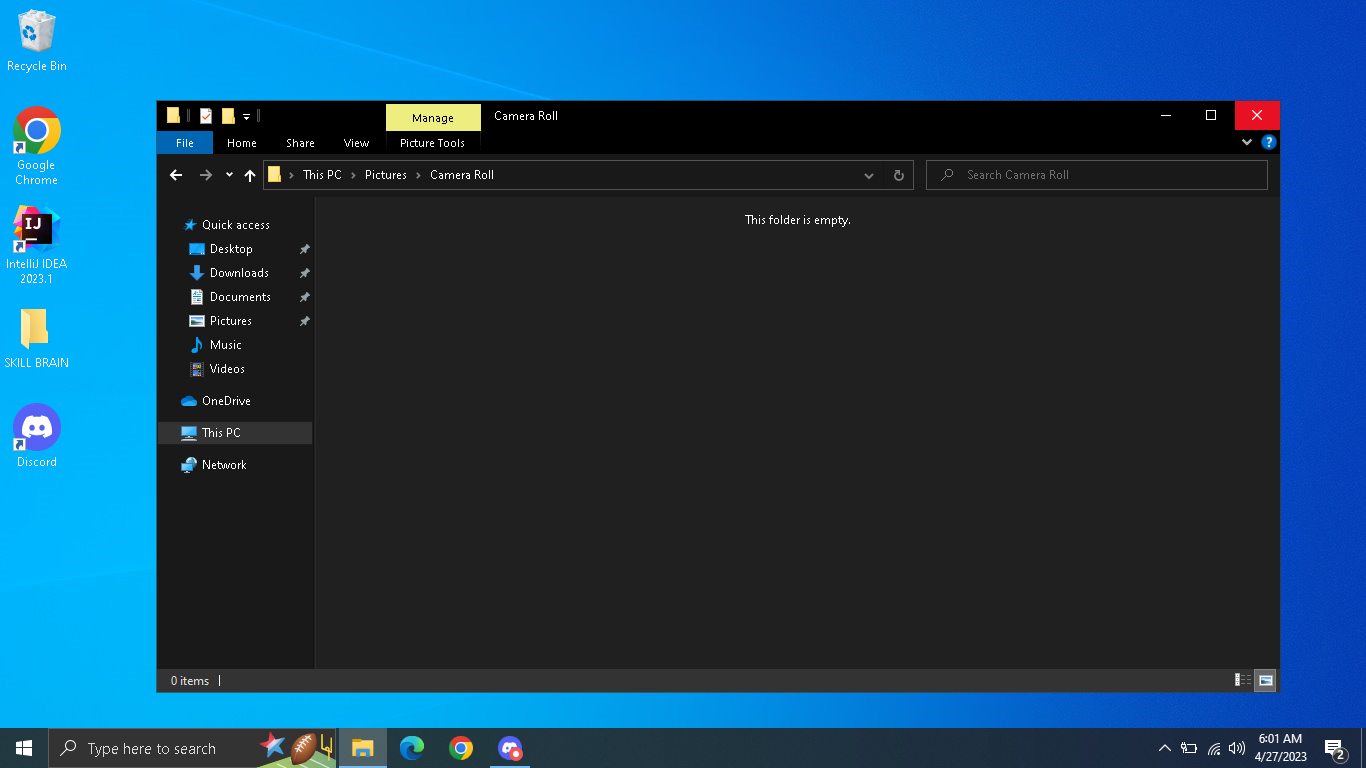 Recycle Bin
Google
Chrome
IJ
IntelliJ IDEA
2023.1
SKILL BRAIN
Discord
Manage
Camera Roll
File
Home
Share
View
Picture Tools
?
This PC
Pictures
Camera Roll
Search Camera Roll
Quick access
Desktop
Downloads
Documents
Pictures
Music
Videos
OneDrive
This PC
Network
This folder is empty.
0 items
Type here to search
6:01 AM
4/27/2023
2